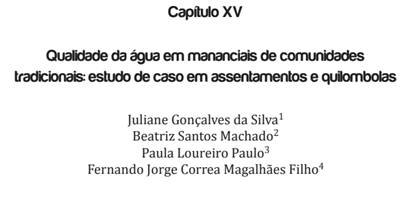 Capítulo XV
Qualidade da água em mananciais de comunidades
tradicionais: estudo de caso em assentamentos e quilombolas
Juliane Gonçalves da Silva¹
Beatriz Santos Machado²
Paula Loureiro Paulo³
Fernando Jorge Correa Magalhães Filho⁴